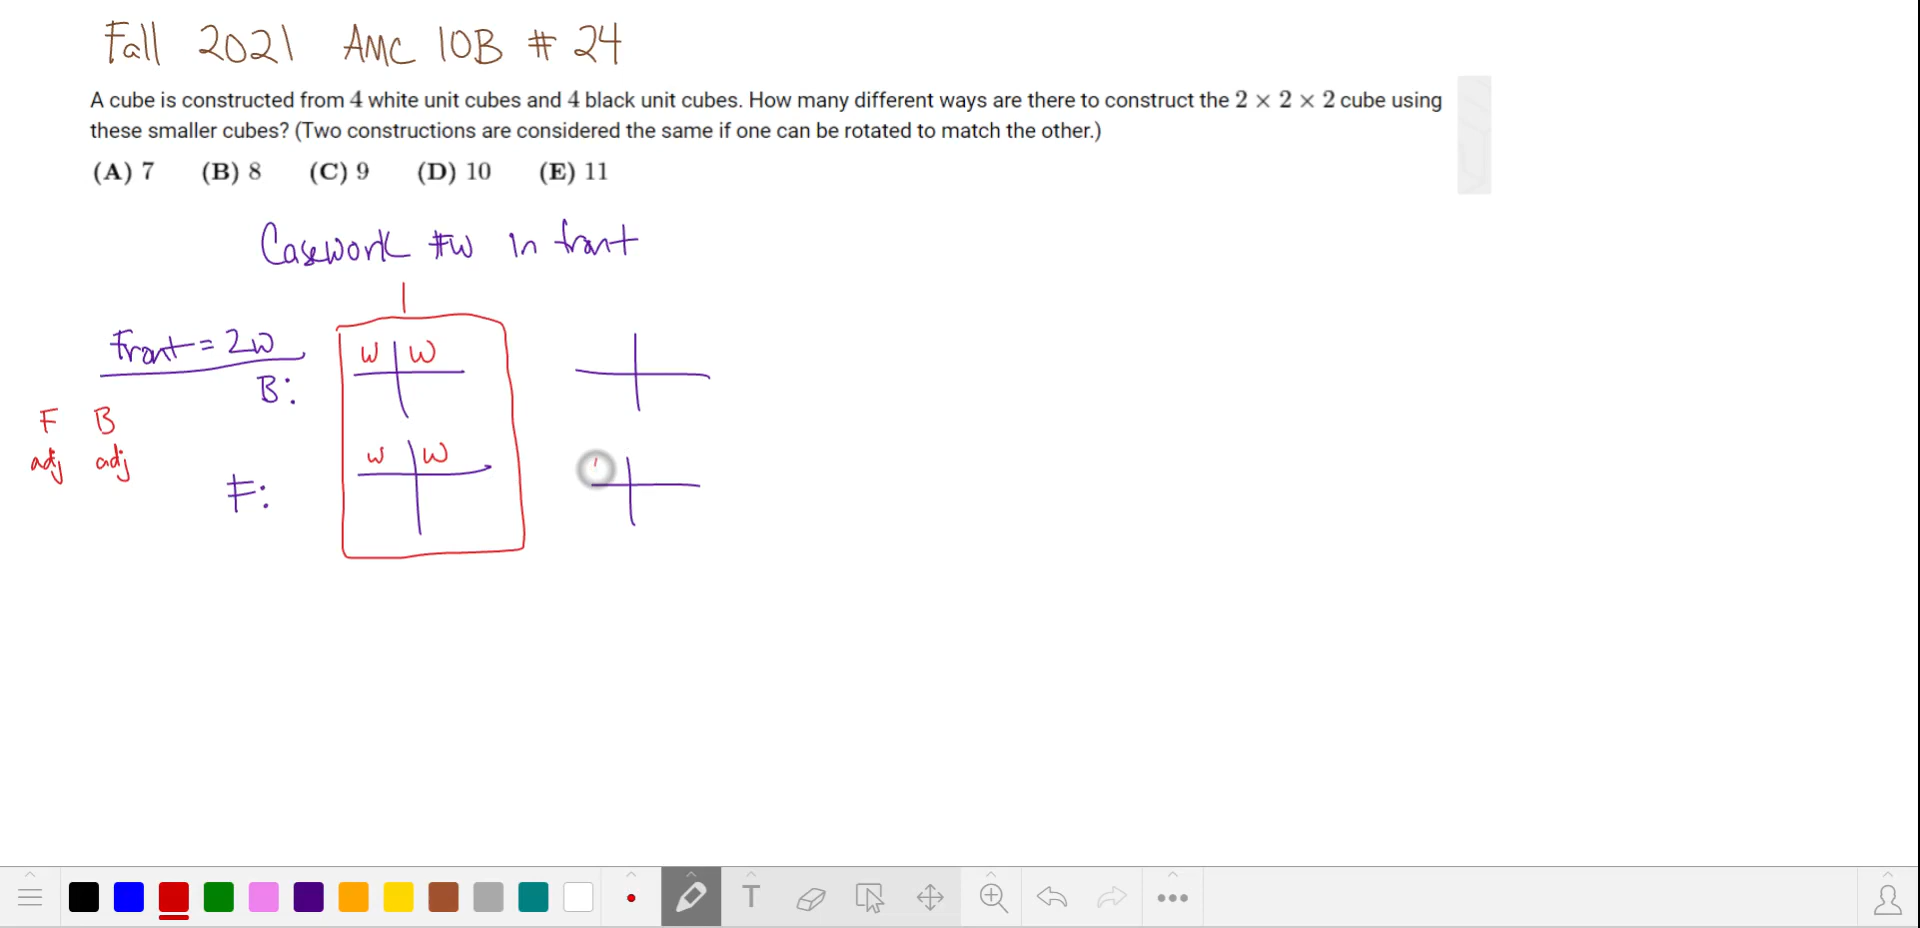 Fall 2021 AMC 10B # 24
A cube is constructed from 4 white unit cubes and 4 black unit cubes. How many different ways are there to construct the 2 × 2 × 2 cube using
these smaller cubes? (Two constructions are considered the same if one can be rotated to match the other.)
(A) 7 (B) 8 (C) 9 (D) 10 (E) 11
Casework #W in front
1
Front = 2W
W W
B:
F B
adj adj
W W
F:
T